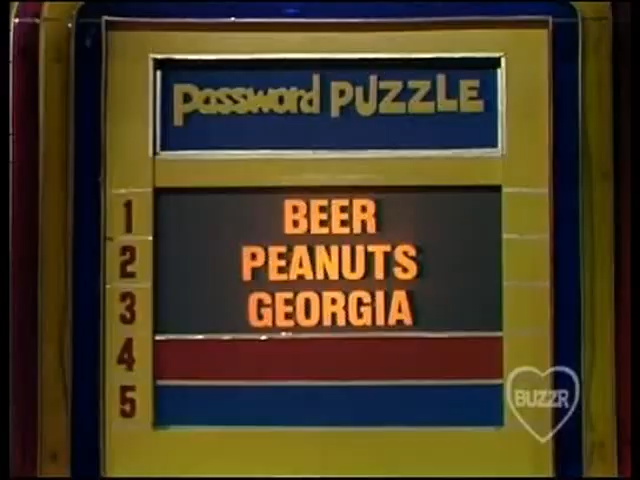 Password PUZZLE
1 BEER
2 PEANUTS
3 GEORGIA
4
5
BUZZR